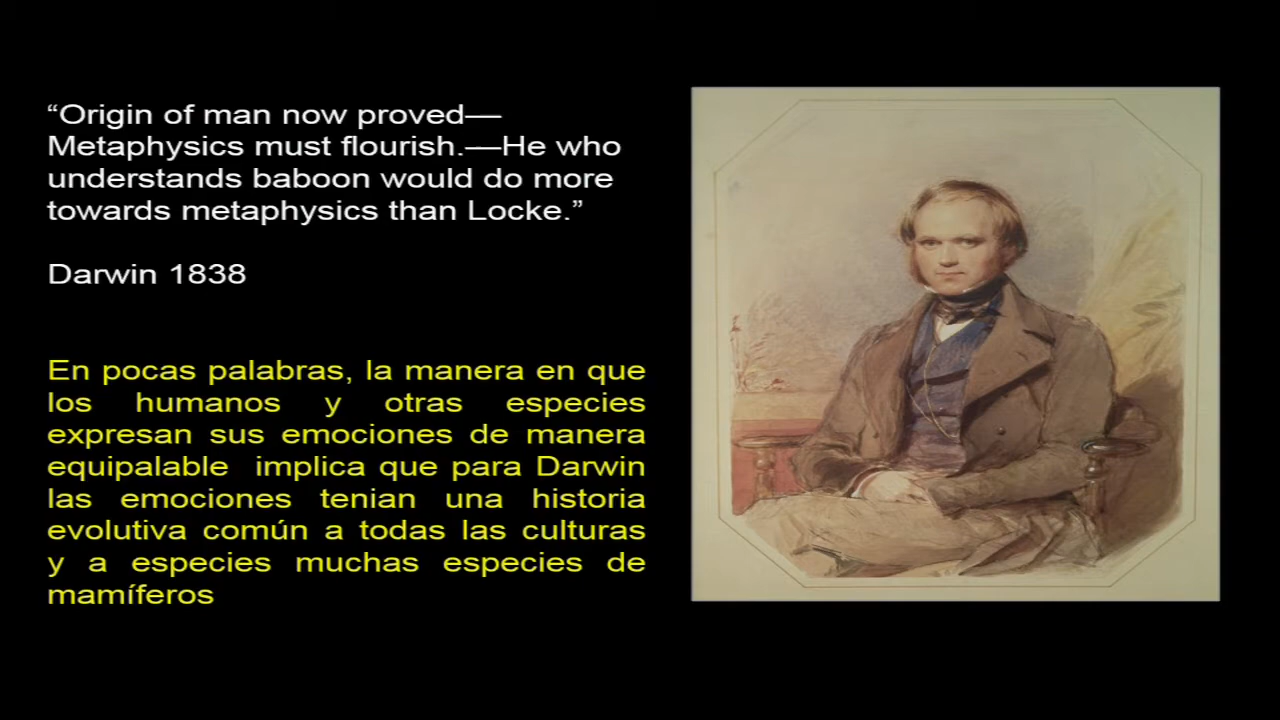 “Origin of man now proved—
Metaphysics must flourish.—He who
understands baboon would do more
towards metaphysics than Locke.”
Darwin 1838
En pocas palabras, la manera en que
los humanos y otras especies
expresan sus emociones de manera
equipalable implica que para Darwin
las emociones tenian una historia
evolutiva común a todas las culturas
y a especies muchas especies de
mamíferos